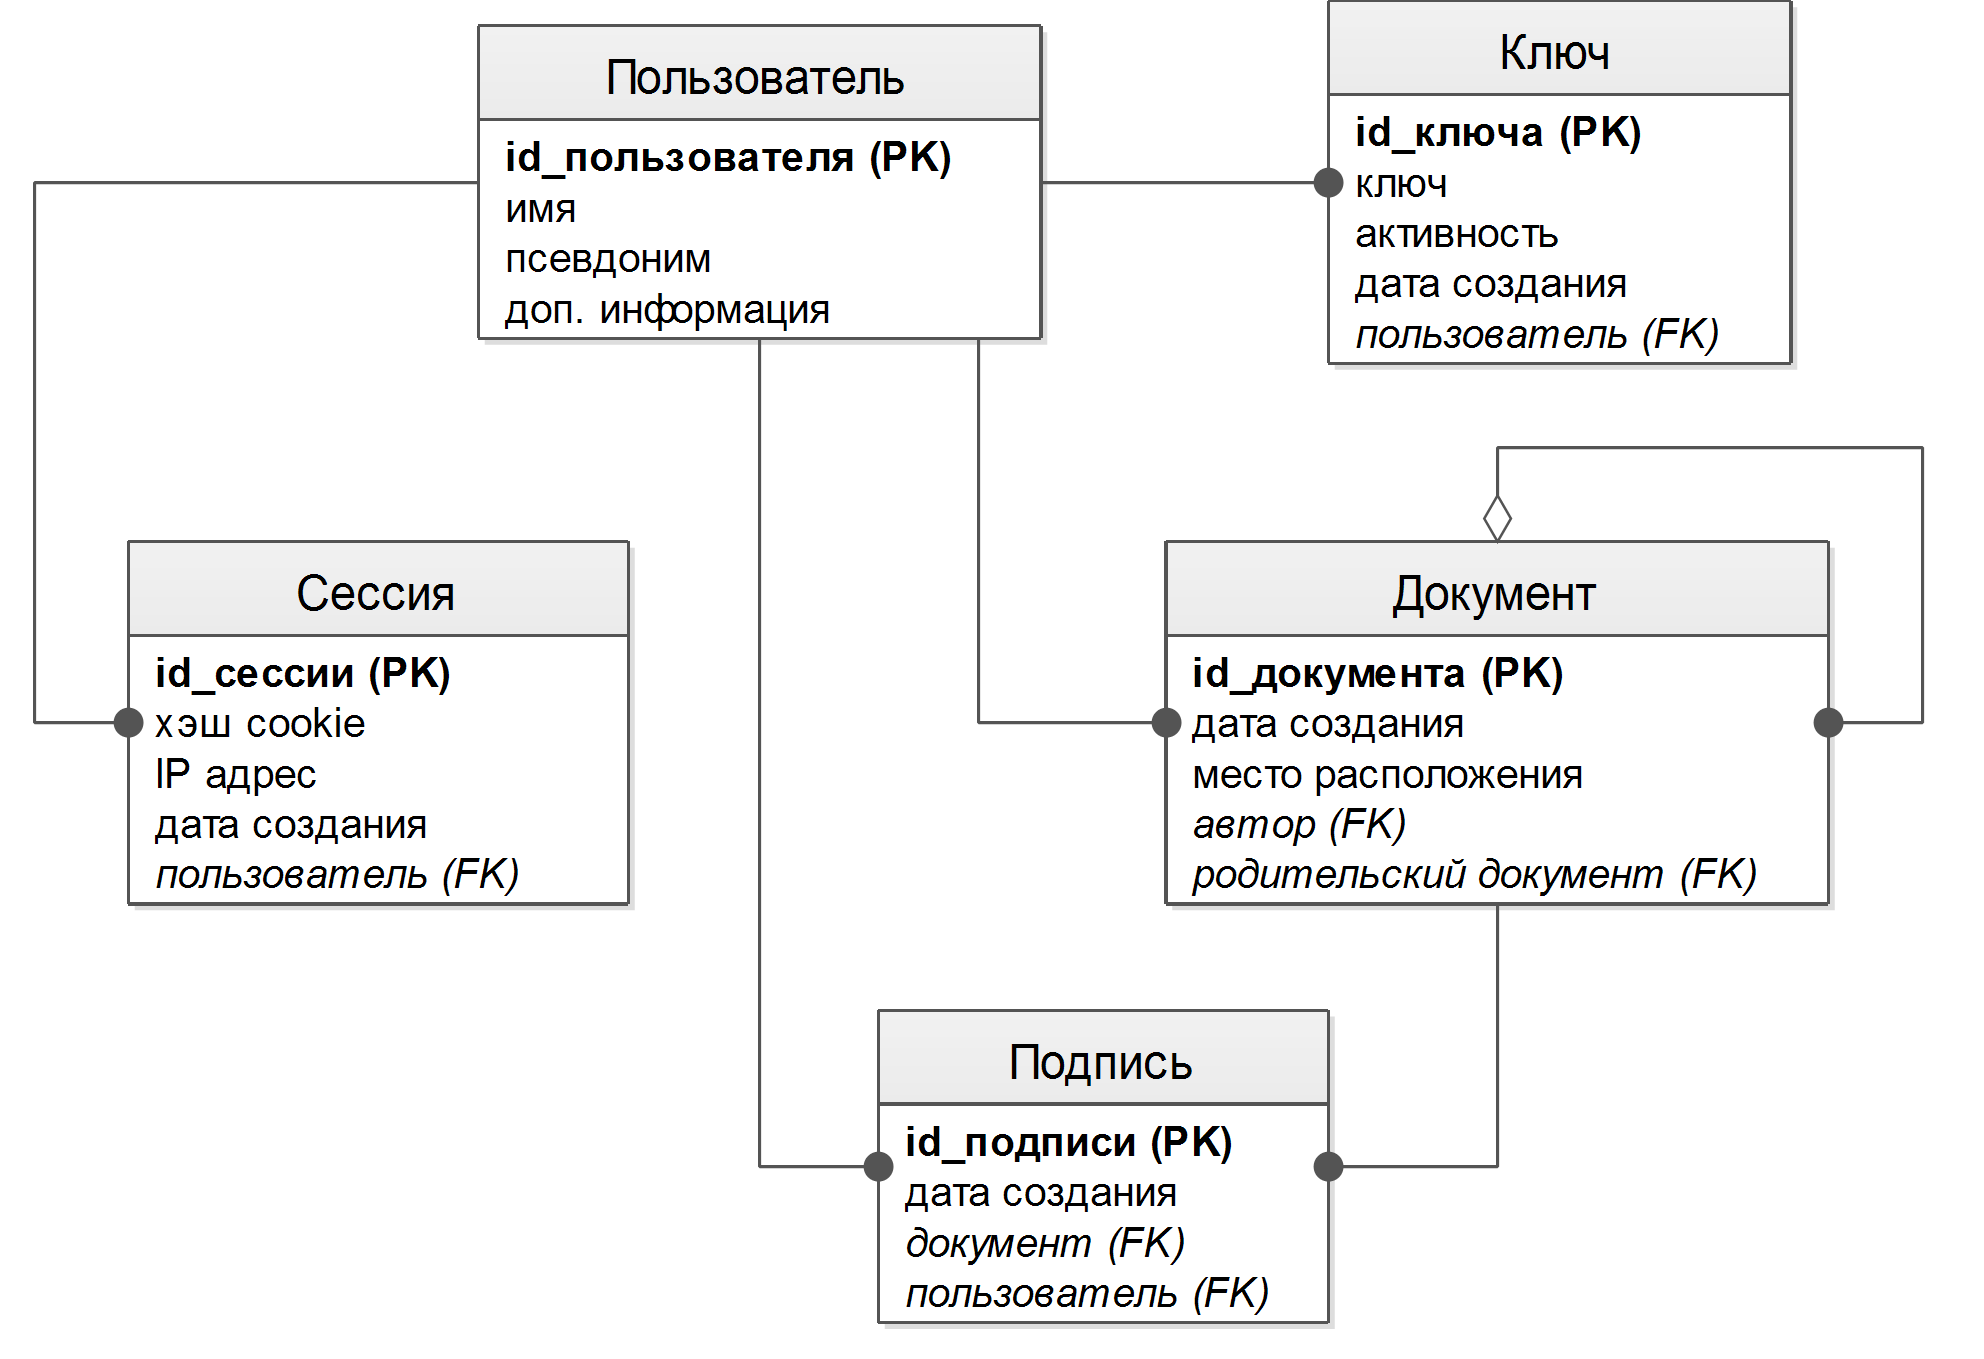 Пользователь
id_пользователя (PK)
имя
псевдоним
доп. информация
Ключ
id_ключа (PK)
ключ
активность
дата создания
пользователь (FK)
Сессия
id_сессии (PK)
хэш cookie
IP адрес
дата создания
пользователь (FK)
Документ
id_документа (PK)
дата создания
место расположения
автор (FK)
родительский документ (FK)
Подпись
id_подписи (PK)
дата создания
документ (FK)
пользователь (FK)